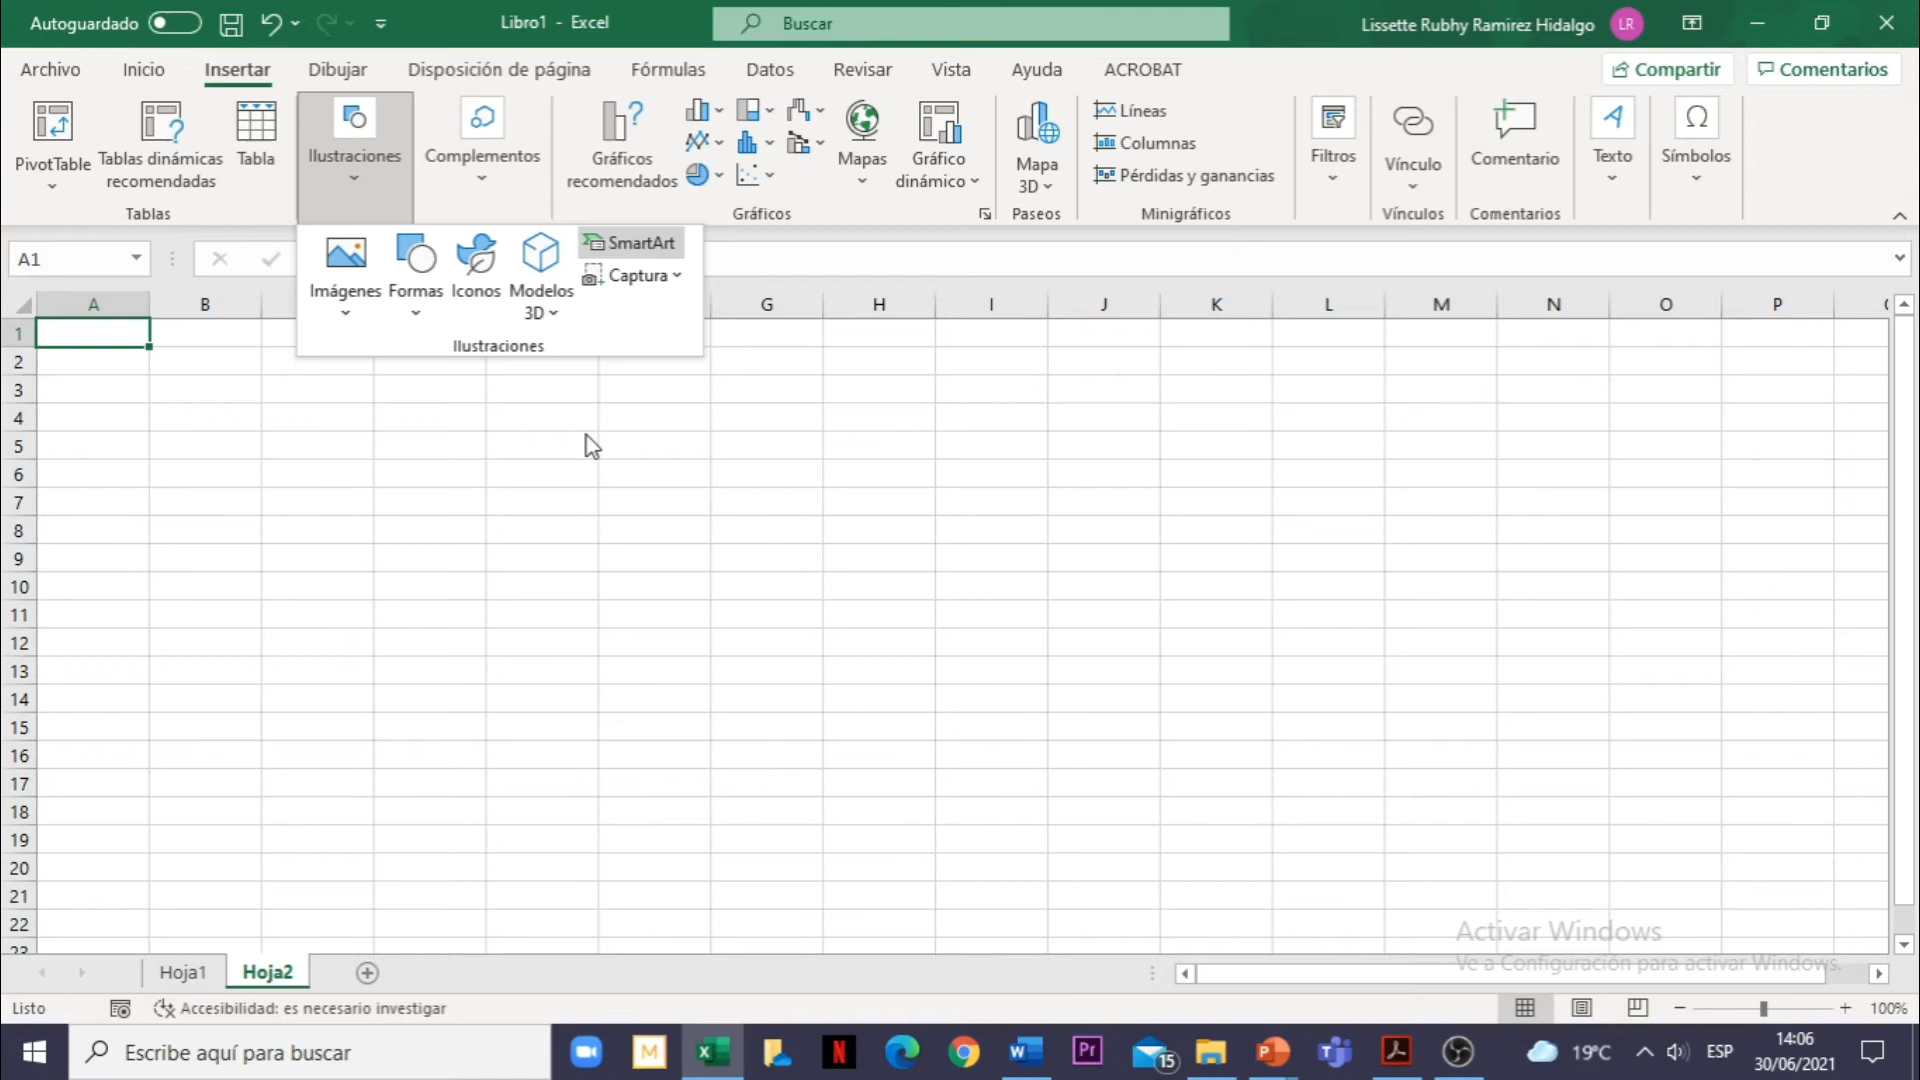 Autoguardado
Libro1 - Excel
Buscar
Lissette Rubhy Ramirez Hidalgo
LR
Archivo
Inicio
Insertar
Dibujar
Disposición de página
Fórmulas
Datos
Revisar
Vista
Ayuda
ACROBAT
Compartir
Comentarios
PivotTable
Tablas dinámicas
recomendadas
Tabla
Tablas
Ilustraciones
Complementos
Gráficos
recomendados
Mapas
Gráfico
dinámico
Gráficos
Mapa
3D
Paseos
Líneas
Columnas
Pérdidas y ganancias
Minigráficos
Filtros
Vínculo
Vínculos
Comentario
Comentarios
Texto
Símbolos
A1
Imágenes
Formas
Iconos
Modelos
3D
SmartArt
Captura
Ilustraciones
A B G H I J K L M N O P
1
2
3
4
5
6
7
8
9
10
11
12
13
14
15
16
17
18
19
20
21
22
23
Activar Windows
Ve a Configuración para activar Windows.
Hoja1
Hoja2
Listo
Accesibilidad: es necesario investigar
100%
Escribe aquí para buscar
15
19°C
ESP
14:06
30/06/2021